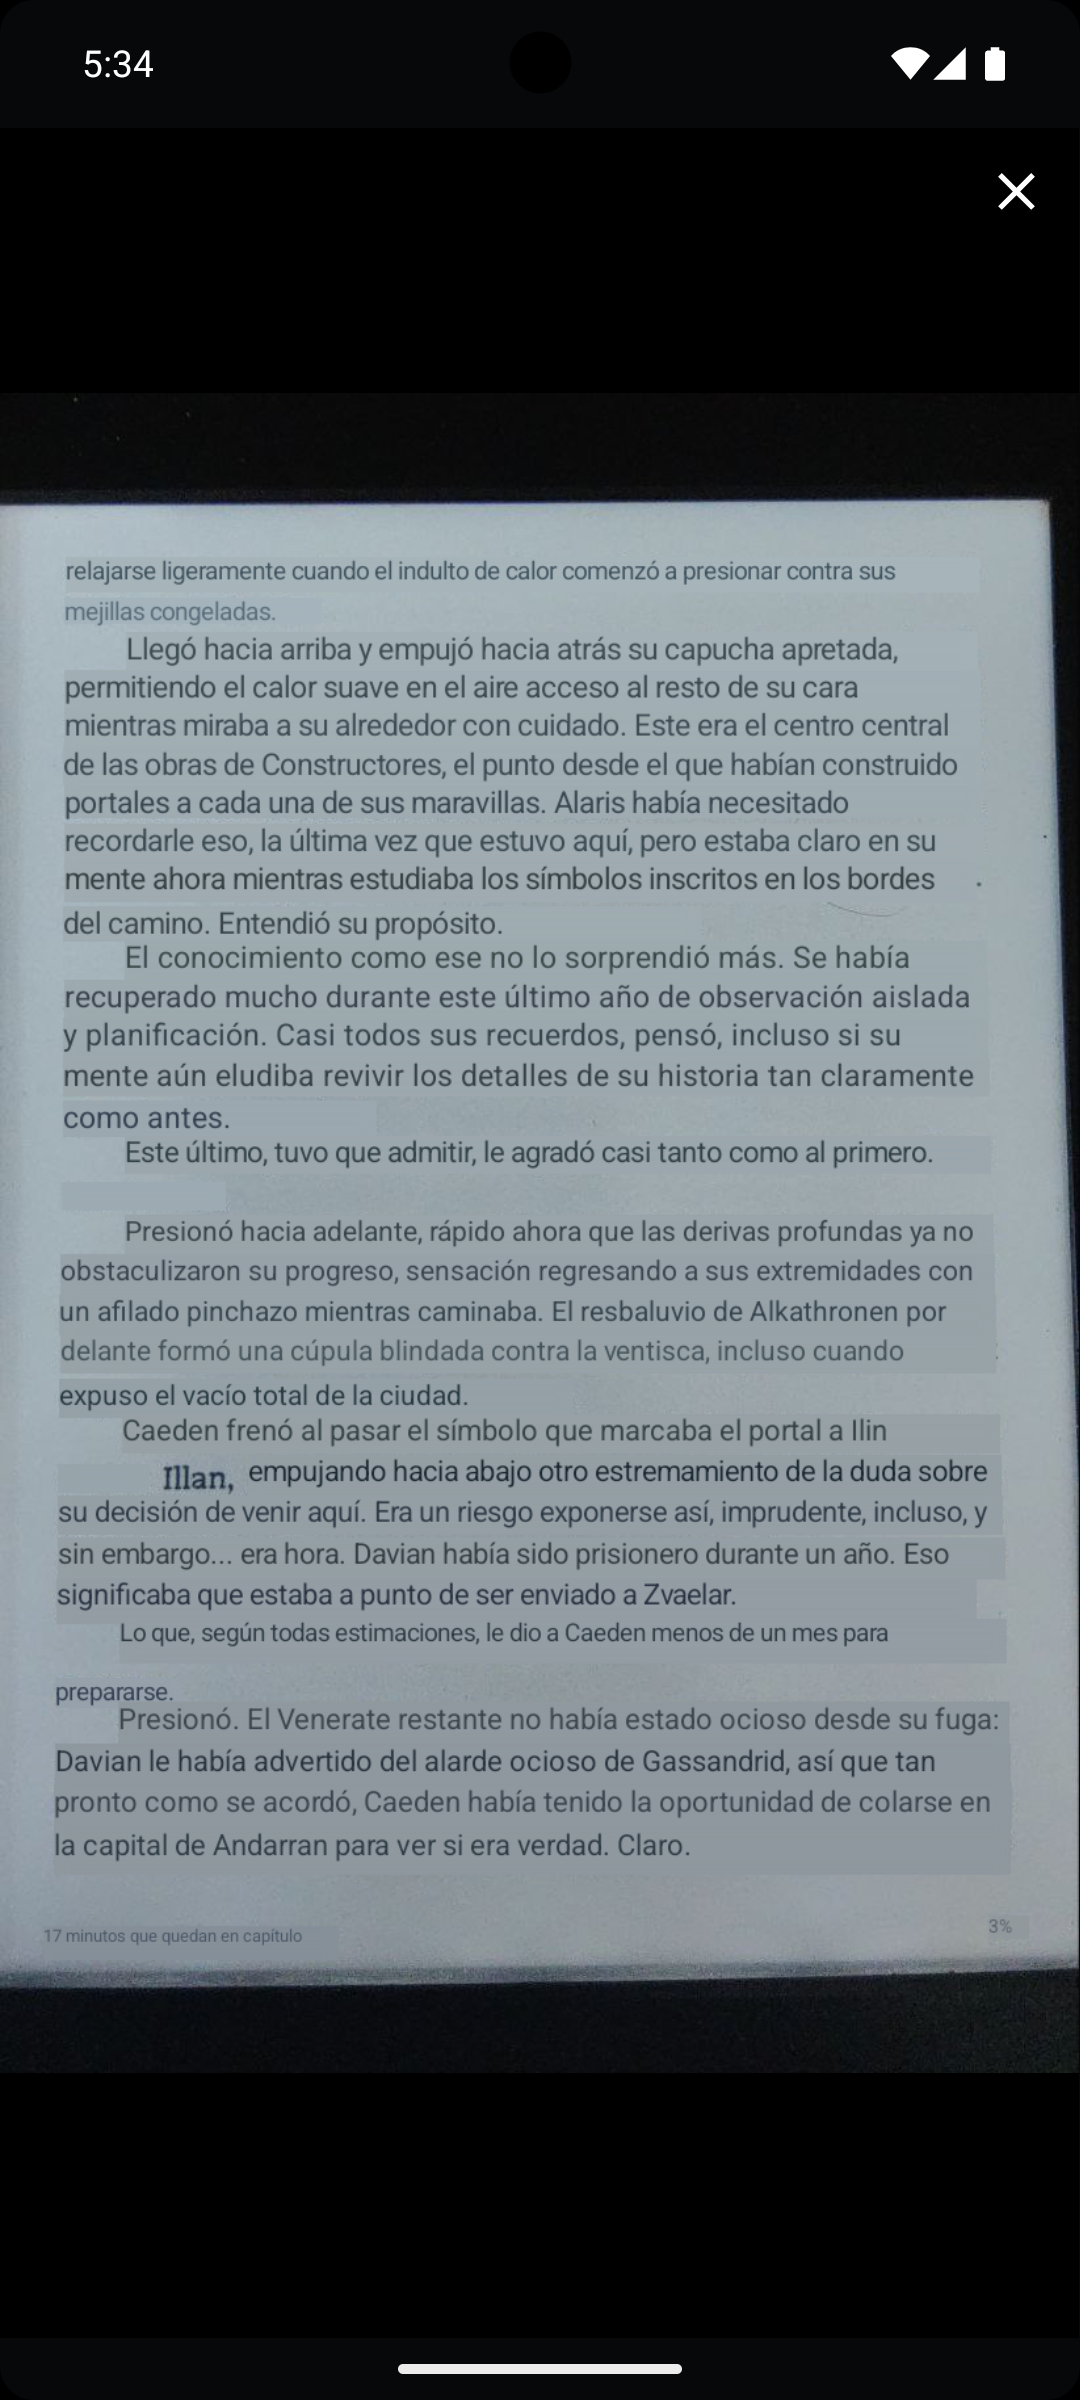 5:34
relajarse ligeramente cuando el indulto de calor comenzó a presionar contra sus
mejillas congeladas.
Llegó hacia arriba y empujó hacia atrás su capucha apretada,
permitiendo el calor suave en el aire acceso al resto de su cara
mientras miraba a su alrededor con cuidado. Este era el centro central
de las obras de Constructores, el punto desde el que habían construido
portales a cada una de sus maravillas. Alaris había necesitado
recordarle eso, la última vez que estuvo aquí, pero estaba claro en su
mente ahora mientras estudiaba los símbolos inscritos en los bordes
del camino. Entendió su propósito.
El conocimiento como ese no lo sorprendió más. Se había
recuperado mucho durante este último año de observación aislada
y planificación. Casi todos sus recuerdos, pensó, incluso si su
mente aún eludiba revivir los detalles de su historia tan claramente
como antes.
Este último, tuvo que admitir, le agradó casi tanto como al primero.
Presionó hacia adelante, rápido ahora que las derivas profundas ya no
obstaculizaron su progreso, sensación regresando a sus extremidades con
un afilado pinchazo mientras caminaba. El resbaluvio de Alkathronen por
delante formó una cúpula blindada contra la ventisca, incluso cuando
expuso el vacío total de la ciudad.
Caeden frenó al pasar el símbolo que marcaba el portal a Ilin
Illan, empujando hacia abajo otro estremamiento de la duda sobre
su decisión de venir aquí. Era un riesgo exponerse así, imprudente, incluso, y
sin embargo... era hora. Davian había sido prisionero durante un año. Eso
significaba que estaba a punto de ser enviado a Zvaelar.
Lo que, según todas estimaciones, le dio a Caeden menos de un mes para
prepararse.
Presionó. El Venerate restante no había estado ocioso desde su fuga:
Davian le había advertido del alarde ocioso de Gassandrid, así que tan
pronto como se acordó, Caeden había tenido la oportunidad de colarse en
la capital de Andarran para ver si era verdad. Claro.
17 minutos que quedan en capítulo
3%